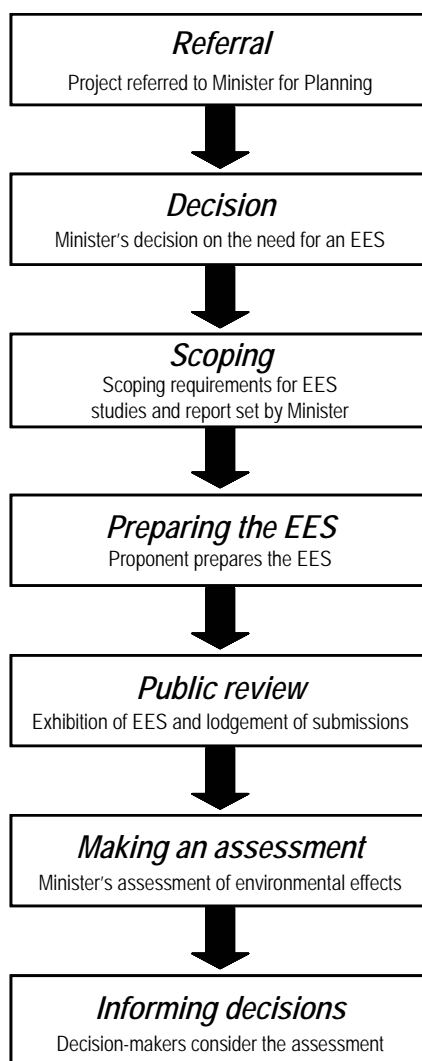 Referral
Project referred to Minister for Planning
Decision
Minister's decision on the need for an EES
Scoping
Scoping requirements for EES
studies and report set by Minister
Preparing the EES
Proponent prepares the EES
Public review
Exhibition of EES and lodgement of submissions
Making an assessment
Minister's assessment of environmental effects
Informing decisions
Decision-makers consider the assessment